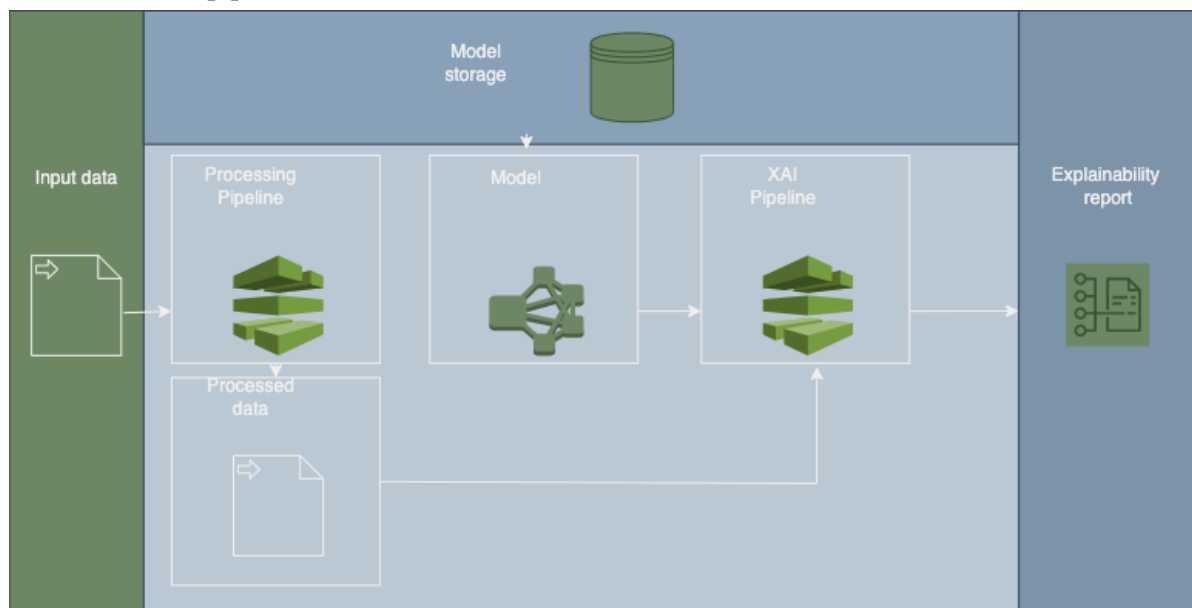 Model
storage
Input data
Processing
Pipeline
Model
XAI
Pipeline
Explainability
report
Processed
data